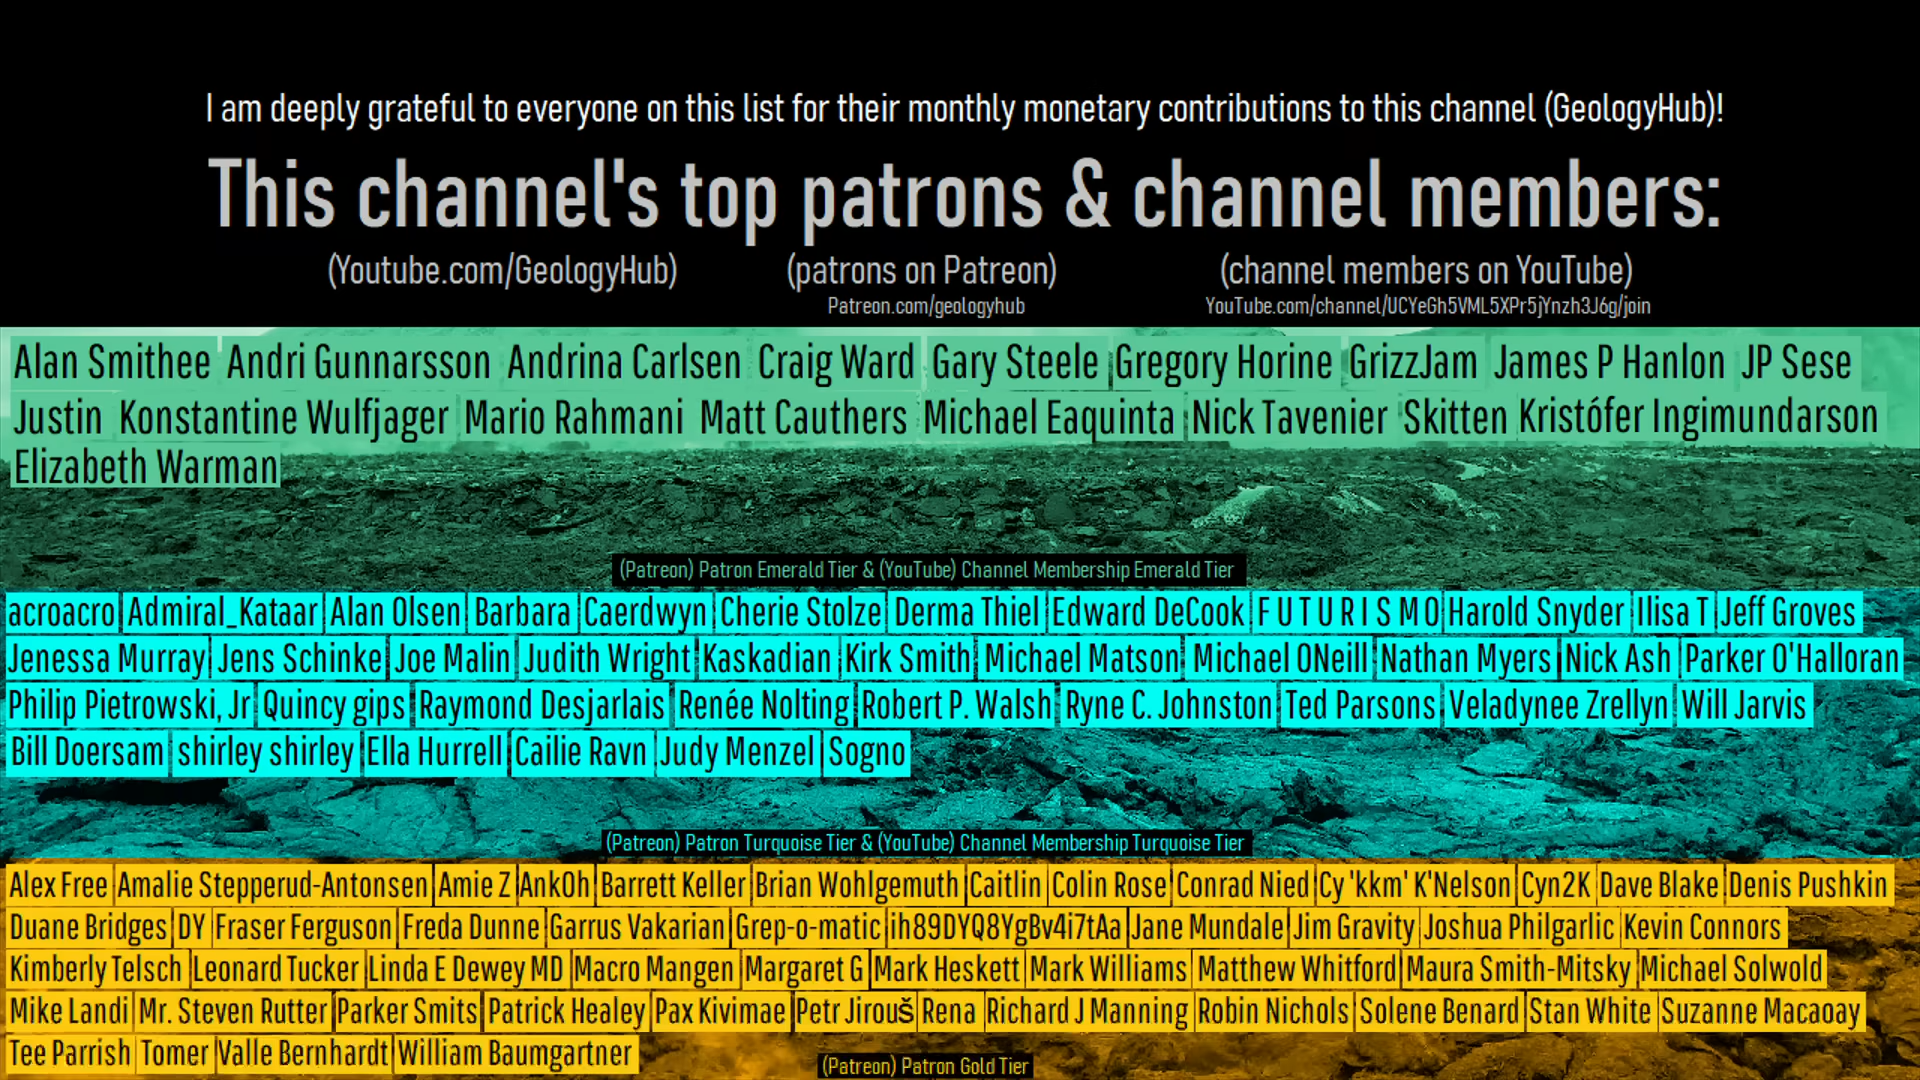 I am deeply grateful to everyone on this list for their monthly monetary contributions to this channel (GeologyHub)!
This channel's top patrons & channel members:
(Youtube.com/GeologyHub) (patrons on Patreon) (channel members on YouTube)
Patreon.com/geologyhub YouTube.com/channel/UCYeGh5VML5XPr5jYnzh3J6g/join
Alan Smithee Andri Gunnarsson Andrina Carlsen Craig Ward Gary Steele Gregory Horine GrizzJam James P Hanlon JP Sese
Justin Konstantine Wulfjager Mario Rahmani Matt Cauthers Michael Eaquinta Nick Tavenier Skitten Kristófer Ingimundarson
Elizabeth Warman
(Patreon) Patron Emerald Tier & (YouTube) Channel Membership Emerald Tier
acroacro Admiral_Kataar Alan Olsen Barbara Caerdwyn Cherie Stolze Derma Thiel Edward DeCook F U T U R I S M O Harold Snyder Ilisa T Jeff Groves
Jenessa Murray Jens Schinke Joe Malin Judith Wright Kaskadian Kirk Smith Michael Matson Michael ONeill Nathan Myers Nick Ash Parker O'Halloran
Philip Pietrowski, Jr Quincy gips Raymond Desjarlais Renée Nolting Robert P. Walsh Ryne C. Johnston Ted Parsons Veladynee Zrellyn Will Jarvis
Bill Doersam shirley shirley Ella Hurrell Cailie Ravn Judy Menzel Sogno
(Patreon) Patron Turquoise Tier & (YouTube) Channel Membership Turquoise Tier
Alex Free Amalie Stepperud-Antonsen Amie Z AnkOh Barrett Keller Brian Wohlgemuth Caitlin Colin Rose Conrad Nied Cy 'kkm' K'Nelson Cyn2K Dave Blake Denis Pushkin
Duane Bridges DY Fraser Ferguson Freda Dunne Garrus Vakarian Grep-o-matic ih89DYQ8YgBv4i7tAa Jane Mundale Jim Gravity Joshua Philgarlic Kevin Connors
Kimberly Telsch Leonard Tucker Linda E Dewey MD Macro Mangen Margaret G Mark Heskett Mark Williams Matthew Whitford Maura Smith-Mitsky Michael Solwold
Mike Landi Mr. Steven Rutter Parker Smits Patrick Healey Pax Kivimae Petr Jirouš Rena Richard J Manning Robin Nichols Solene Benard Stan White Suzanne Macaoay
Tee Parrish Tomer Valle Bernhardt William Baumgartner
(Patreon) Patron Gold Tier